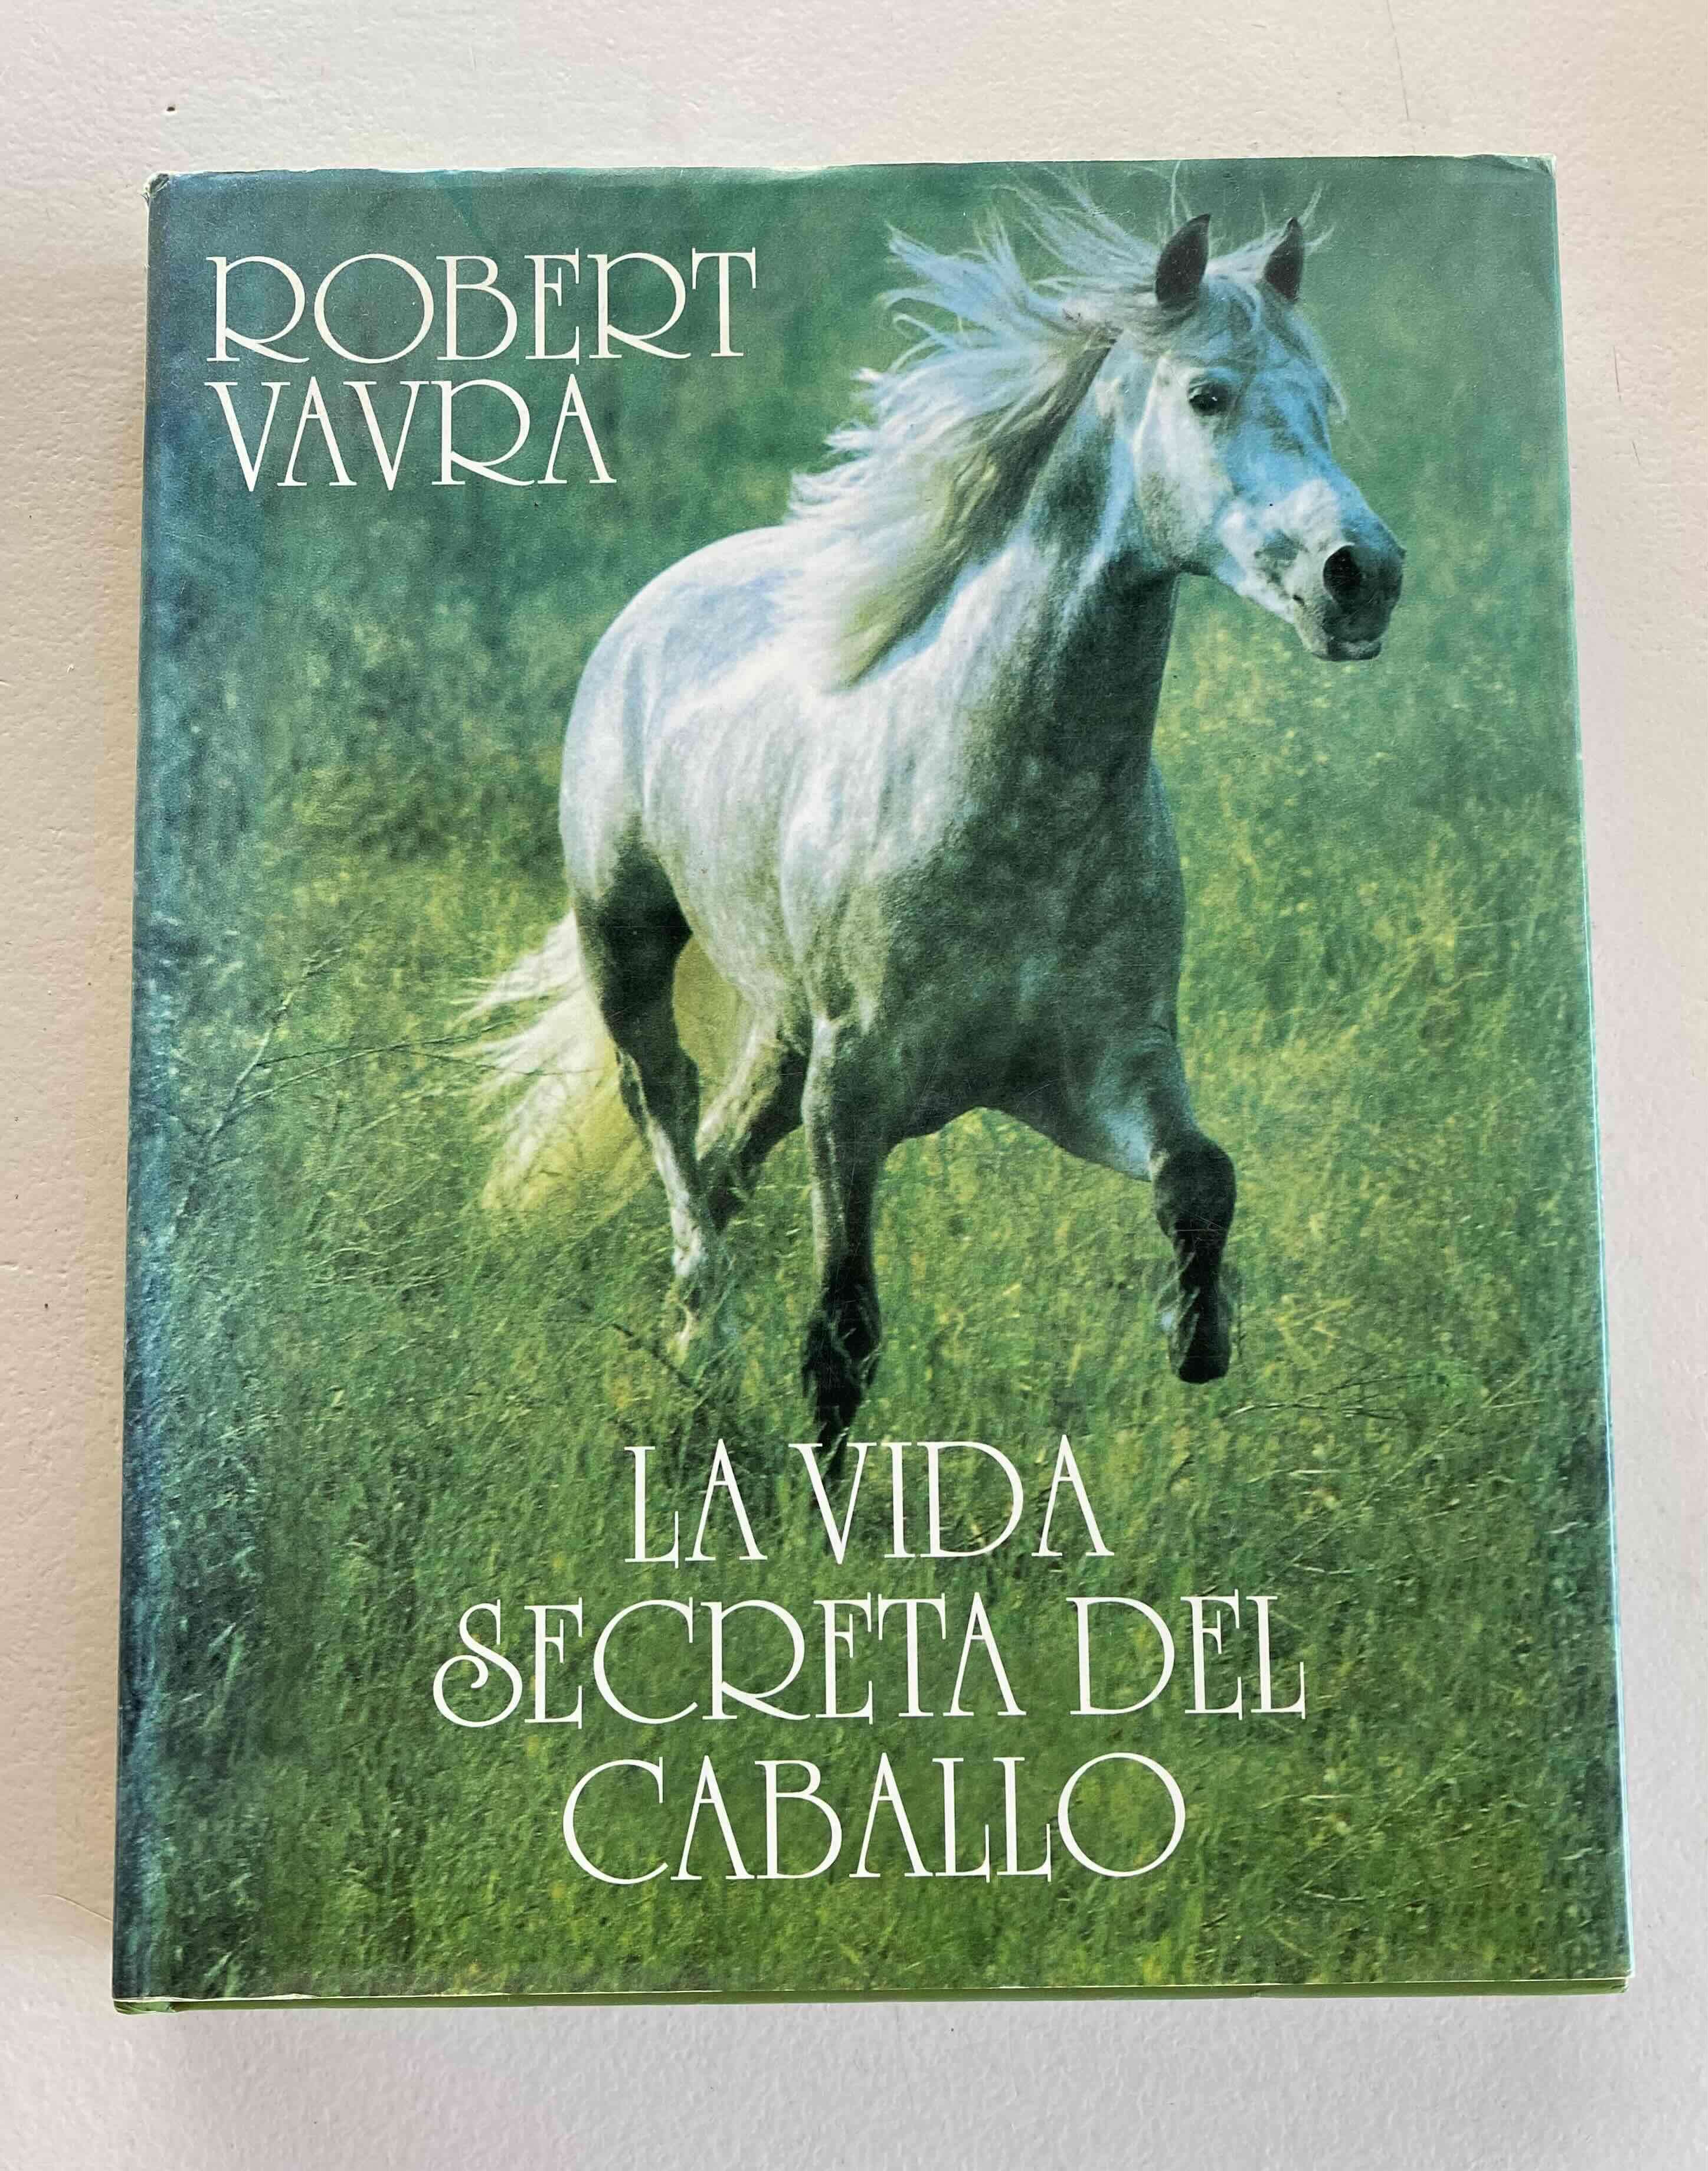 ROBERT
VAVRA
LA VIDA
SECRETA DEL
CABALLO